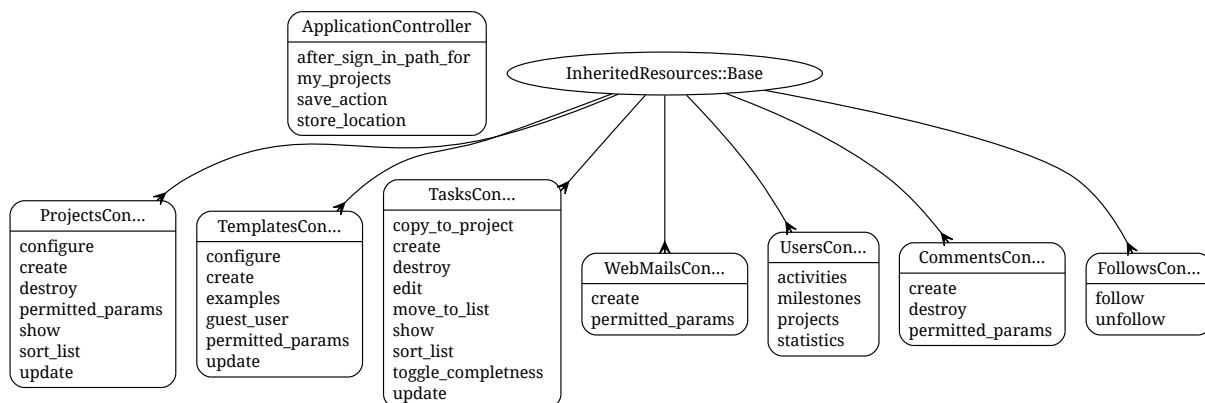 ApplicationController
after_sign_in_path_for
my_projects
save_action
store_location
InheritedResources::Base
ProjectsCon...
configure
create
destroy
permitted_params
show
sort_list
update
TemplatesCon...
configure
create
examples
guest_user
permitted_params
update
TasksCon...
copy_to_project
create
destroy
edit
move_to_list
show
sort_list
toggle_completness
update
WebMailsCon...
create
permitted_params
UsersCon...
activities
milestones
projects
statistics
CommentsCon...
create
destroy
permitted_params
FollowsCon...
follow
unfollow